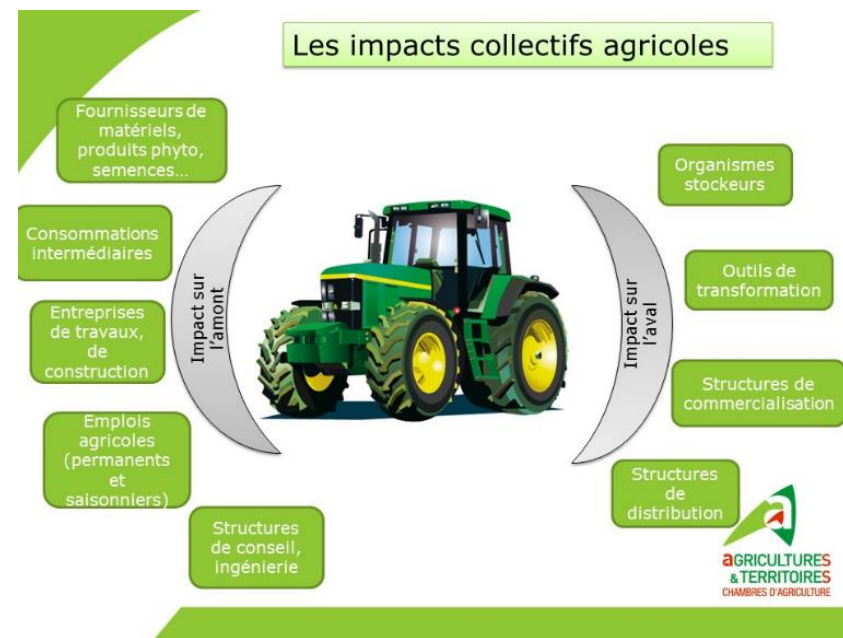 Les impacts collectifs agricoles
Fournisseurs de
matériels,
produits phyto,
semences...
Consommations
intermédiaires
Entreprises
de travaux,
de
construction
Emplois
agricoles
(permanents
et
saisonniers)
Structures
de conseil,
ingénierie
Impact sur
l'amont
Impact sur
l'aval
Organismes
stockeurs
Outils de
transformation
Structures de
commercialisation
Structures
de
distribution
a
aGRICULTURES
& TERRITOIRES
CHAMBRES D'AGRICULTURE